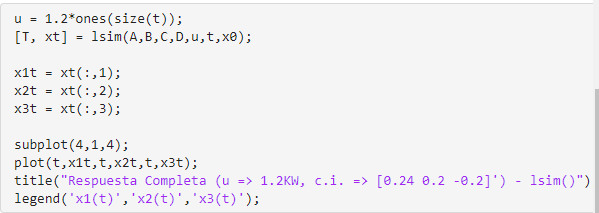 u = 1.2*ones(size(t));
[T, xt] = lsim(A,B,C,D,u,t,x0);
x1t = xt(:,1);
x2t = xt(:,2);
x3t = xt(:,3);
subplot(4,1,4);
plot(t,x1t,t,x2t,t,x3t);
title("Respuesta Completa (u => 1.2KW, c.i. => [0.24 0.2 -0.2]') - lsim()")
legend('x1(t)','x2(t)','x3(t)');